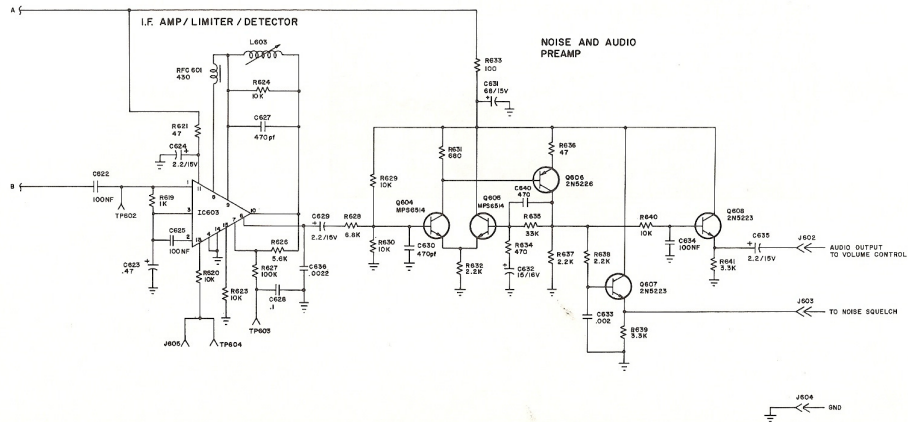 A
I.F. AMP / LIMITER / DETECTOR
L603
NOISE AND AUDIO
PREAMP
RFC 601
430
R624
10K
C627
470pf
R633
100
C631
68/15V
R621
47
C624
2.2/15V
R631
680
R636
47
Q606
2N5226
R629
10K
C622
100NF
B
TP602
R619
1K
IC603
C625
100NF
C623
.47
R620
10K
J605
TP604
R623
10K
R627
100K
R626
5.6K
C628
.1
TP603
C636
.0022
C629
2.2/15V
R628
6.8K
R630
10K
C630
470pf
Q604
MPS6514
Q605
MPS6514
R632
2.2K
C640
470
R635
33K
R634
470
C632
15/16V
R637
2.2K
R638
2.2K
C633
.002
Q607
2N5223
R639
3.3K
R640
10K
C634
100NF
Q608
2N5223
R641
3.3K
C635
2.2/15V
J602
AUDIO OUTPUT
TO VOLUME CONTROL
J603
TO NOISE SQUELCH
J604
GND